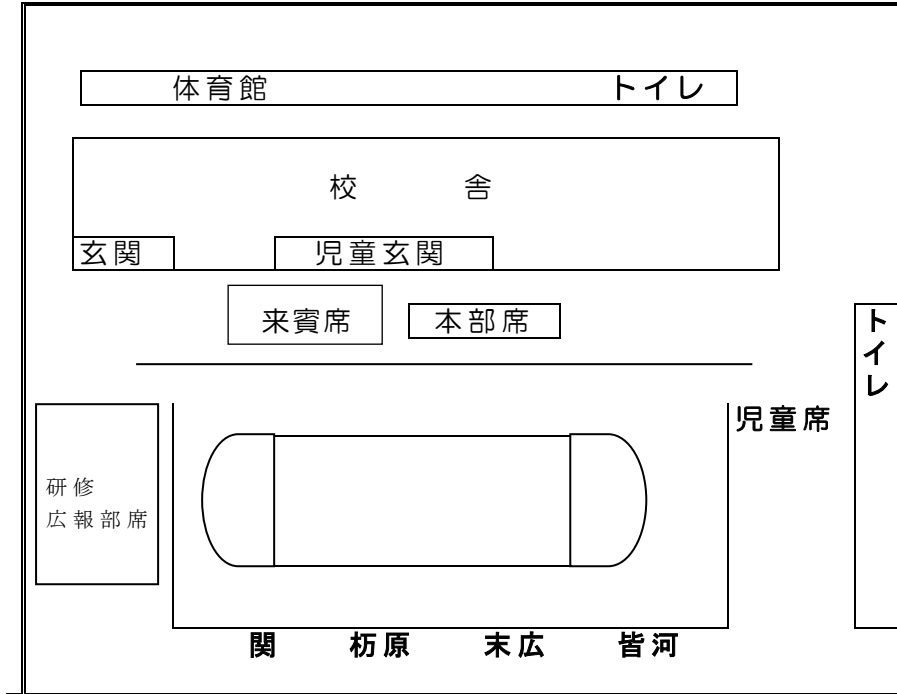 体育館 トイレ
校 舎
玄関 児童玄関
来賓席 本部席
トイレ
児童席
研修
広報部席
関 栃原 末広 皆河